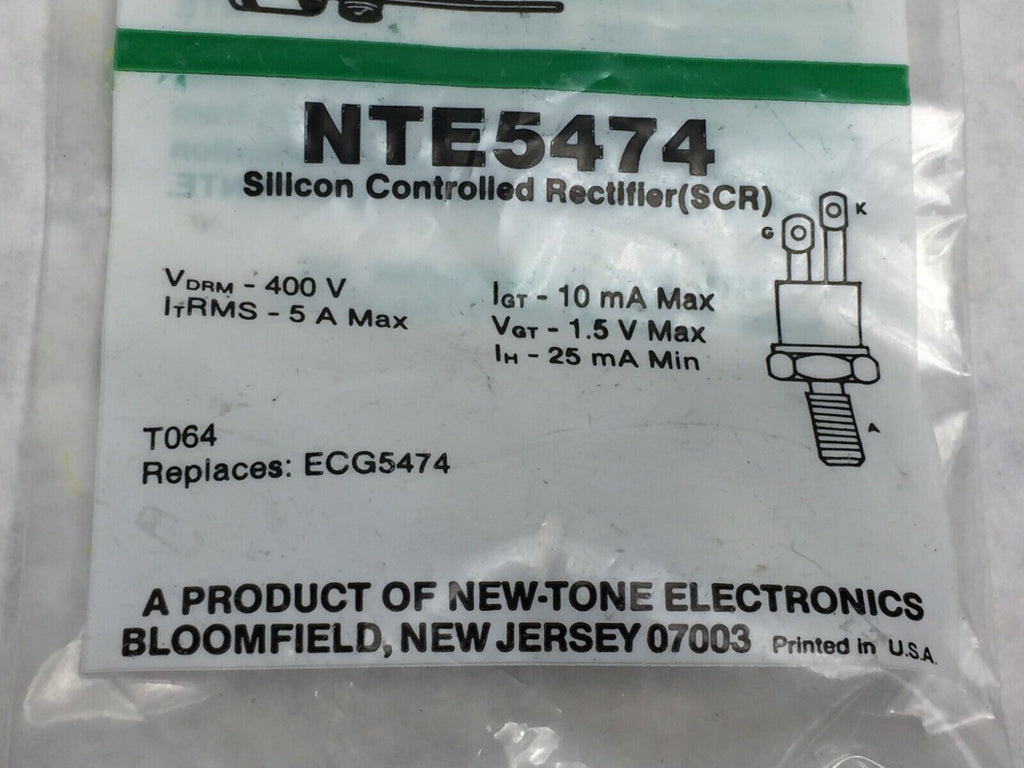 NTE5474
Silicon Controlled Rectifier(SCR)
K
G
VDRM - 400 V
ITRMS - 5 A Max
IGT - 10 mA Max
VGT - 1.5 V Max
IH - 25 mA Min
A
T064
Replaces: ECG5474
A PRODUCT OF NEW-TONE ELECTRONICS
BLOOMFIELD, NEW JERSEY 07003 Printed in U.S.A.